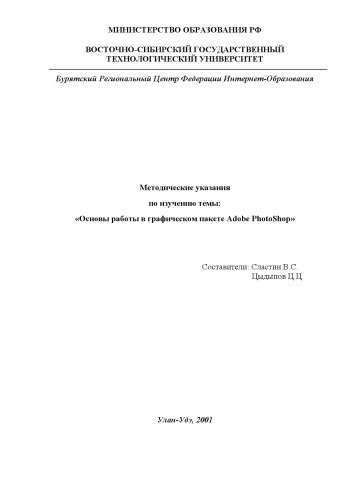 МИНИСТЕРСТВО ОБРАЗОВАНИЯ РФ
ВОСТОЧНО-СИБИРСКИЙ ГОСУДАРСТВЕННЫЙ
ТЕХНОЛОГИЧЕСКИЙ УНИВЕРСИТЕТ
Бурятский Региональный Центр Федерации Интернет-Образования
Методические указания
по изучению темы:
«Основы работы в графическом пакете Adobe PhotoShop»
Составители: Сластин В.С.
Цыдыпов Ц.Ц.
Улан-Удэ, 2001